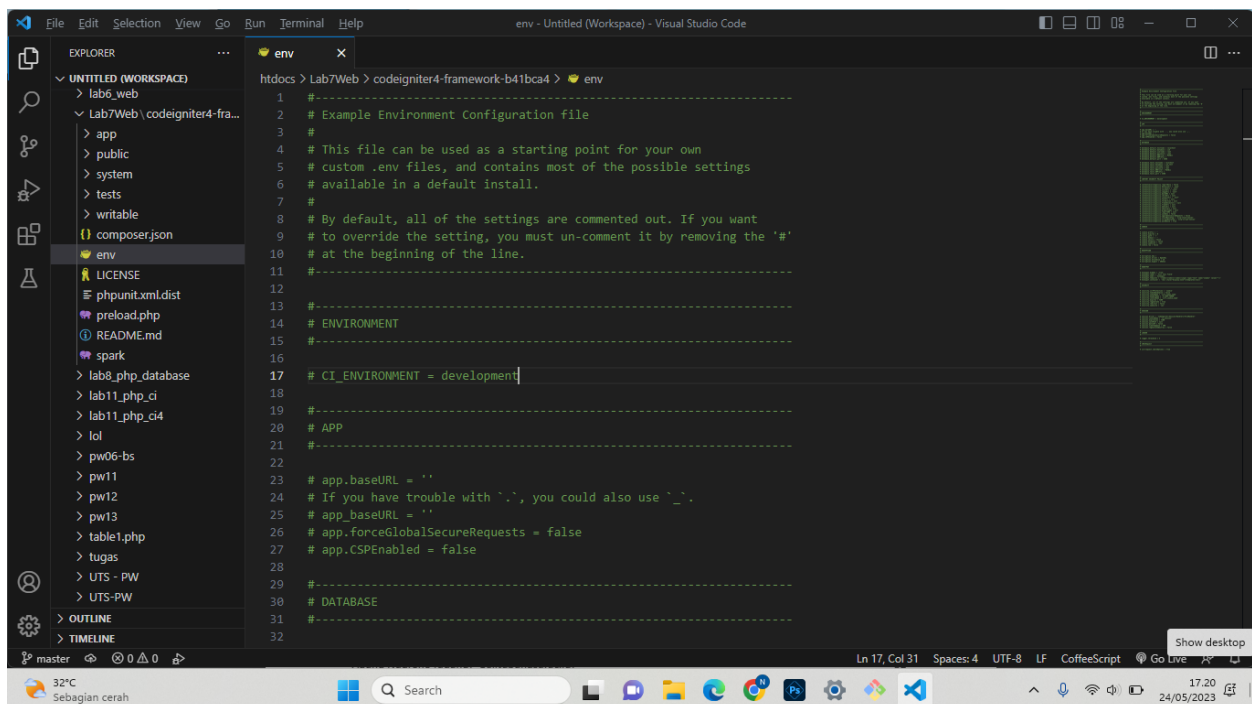 File Edit Selection View Go Run Terminal Help env - Untitled (Workspace) - Visual Studio Code
EXPLORER ...
UNTITLED (WORKSPACE)
> lab6_web
Lab7Web \ codeigniter4-fra...
> app
> public
> system
> tests
> writable
{} composer.json
env
LICENSE
phpunit.xml.dist
preload.php
README.md
spark
> lab8_php_database
> lab11_php_ci
> lab11_php_ci4
> lol
> pw06-bs
> pw11
> pw12
> pw13
> table1.php
> tugas
> UTS - PW
> UTS-PW
> OUTLINE
> TIMELINE
env
htdocs > Lab7Web > codeigniter4-framework-b41bca4 > env
1 #--------------------------------------------------------------------
2 # Example Environment Configuration file
3 #
4 # This file can be used as a starting point for your own
5 # custom .env files, and contains most of the possible settings
6 # available in a default install.
7 #
8 # By default, all of the settings are commented out. If you want
9 # to override the setting, you must un-comment it by removing the '#'
10 # at the beginning of the line.
11 #--------------------------------------------------------------------
12
13 #--------------------------------------------------------------------
14 # ENVIRONMENT
15 #--------------------------------------------------------------------
16
17 # CI_ENVIRONMENT = development
18
19 #--------------------------------------------------------------------
20 # APP
21 #--------------------------------------------------------------------
22
23 # app.baseURL = ''
24 # If you have trouble with `.`, you could also use `_`.
25 # app_baseURL = ''
26 # app.forceGlobalSecureRequests = false
27 # app.CSPEnabled = false
28
29 #--------------------------------------------------------------------
30 # DATABASE
31 #--------------------------------------------------------------------
32
Show desktop
master 0 0 Ln 17, Col 31 Spaces: 4 UTF-8 LF CoffeeScript Go Live
32°C
Sebagian cerah
Search
N
Ps
17.20
24/05/2023